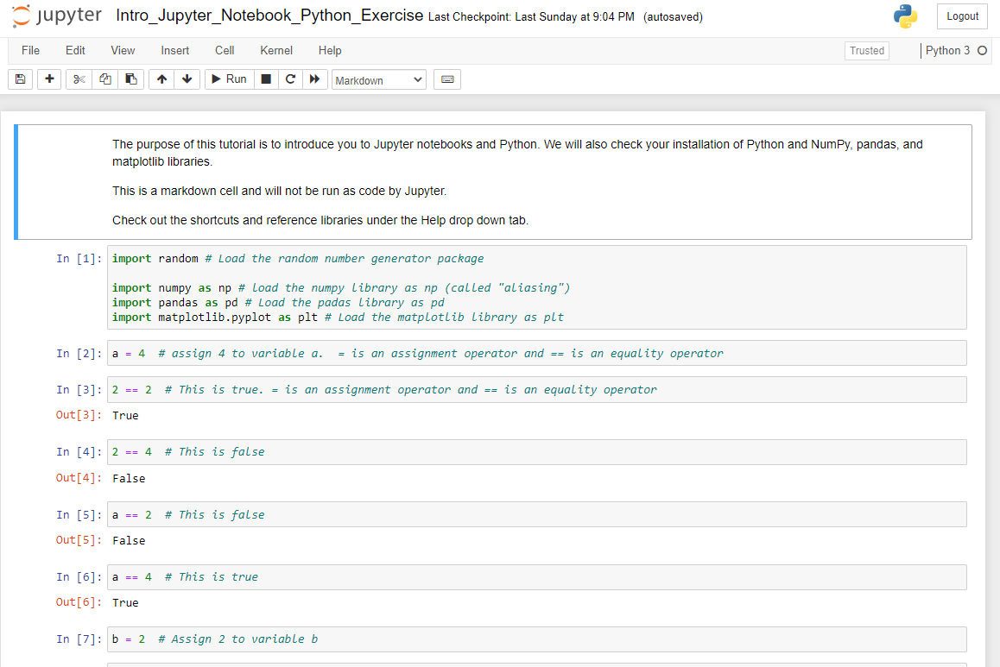 jupyter Intro_Jupyter_Notebook_Python_Exercise Last Checkpoint: Last Sunday at 9:04 PM (autosaved) Logout
File Edit View Insert Cell Kernel Help Trusted Python 3
Run Markdown
The purpose of this tutorial is to introduce you to Jupyter notebooks and Python. We will also check your installation of Python and NumPy, pandas, and
matplotlib libraries.
This is a markdown cell and will not be run as code by Jupyter.
Check out the shortcuts and reference libraries under the Help drop down tab.
In [1]: import random # Load the random number generator package
import numpy as np # load the numpy library as np (called "aliasing")
import pandas as pd # Load the padas library as pd
import matplotlib.pyplot as plt # Load the matplotlib library as plt
In [2]: a = 4  # assign 4 to variable a.  = is an assignment operator and == is an equality operator
In [3]: 2 == 2  # This is true. = is an assignment operator and == is an equality operator
Out[3]: True
In [4]: 2 == 4  # This is false
Out[4]: False
In [5]: a == 2  # This is false
Out[5]: False
In [6]: a == 4  # This is true
Out[6]: True
In [7]: b = 2  # Assign 2 to variable b